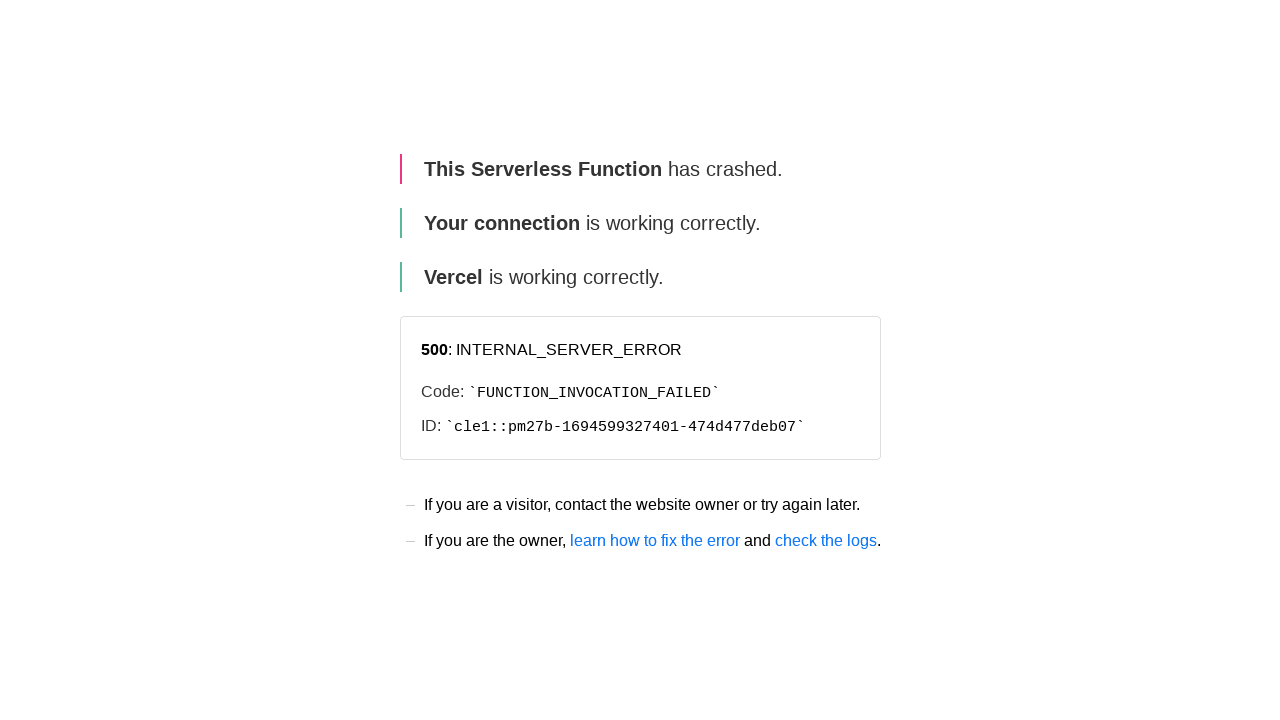 This Serverless Function has crashed.
Your connection is working correctly.
Vercel is working correctly.
500: INTERNAL_SERVER_ERROR
Code: `FUNCTION_INVOCATION_FAILED`
ID: `cle1::pm27b-1694599327401-474d477deb07`
If you are a visitor, contact the website owner or try again later.
If you are the owner, learn how to fix the error and check the logs.